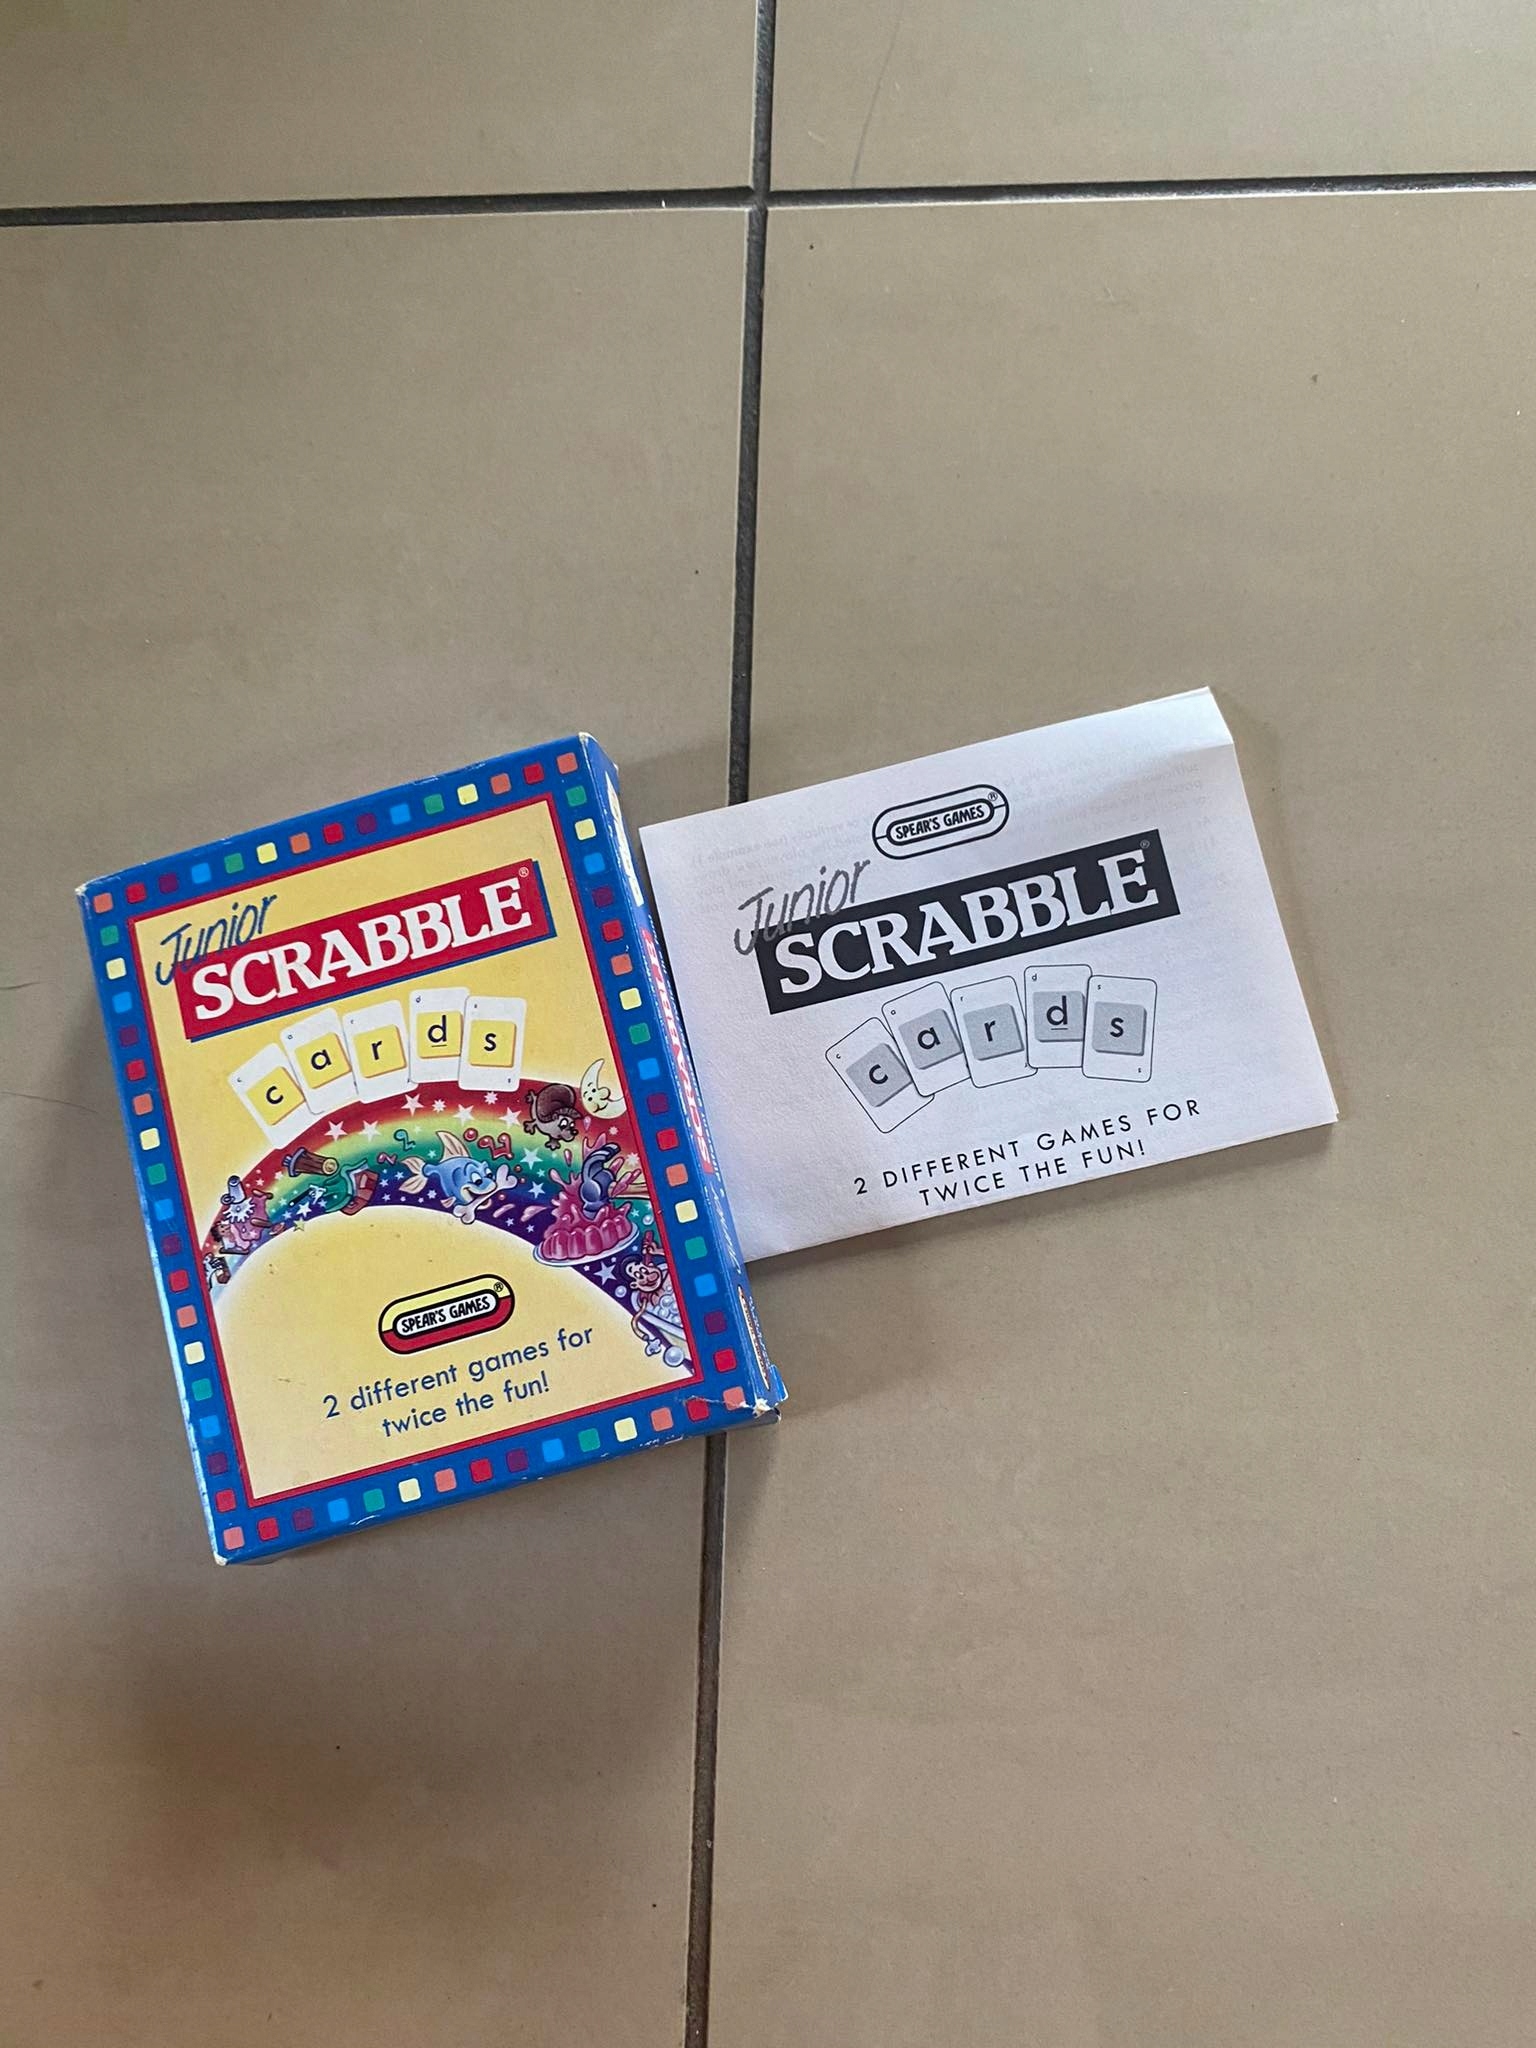 Junior
SCRABBLE®
c a r d s
SPEAR'S GAMES®
2 different games for
twice the fun!
SCRABBLE
SPEAR'S GAMES®
Junior
SCRABBLE®
c a r d s
2 DIFFERENT GAMES FOR
TWICE THE FUN!